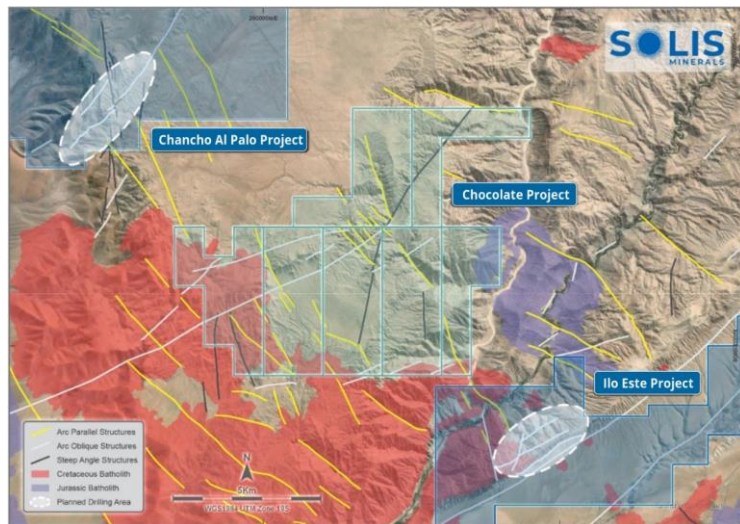 SOLIS
MINERALS
Chancho Al Palo Project
Chocolate Project
Ilo Este Project
Arc Parallel Structures
Arc Oblique Structures
Steep Angle Structures
Cretaceous Batholith
Jurassic Batholith
Planned Drilling Area
N
5Km